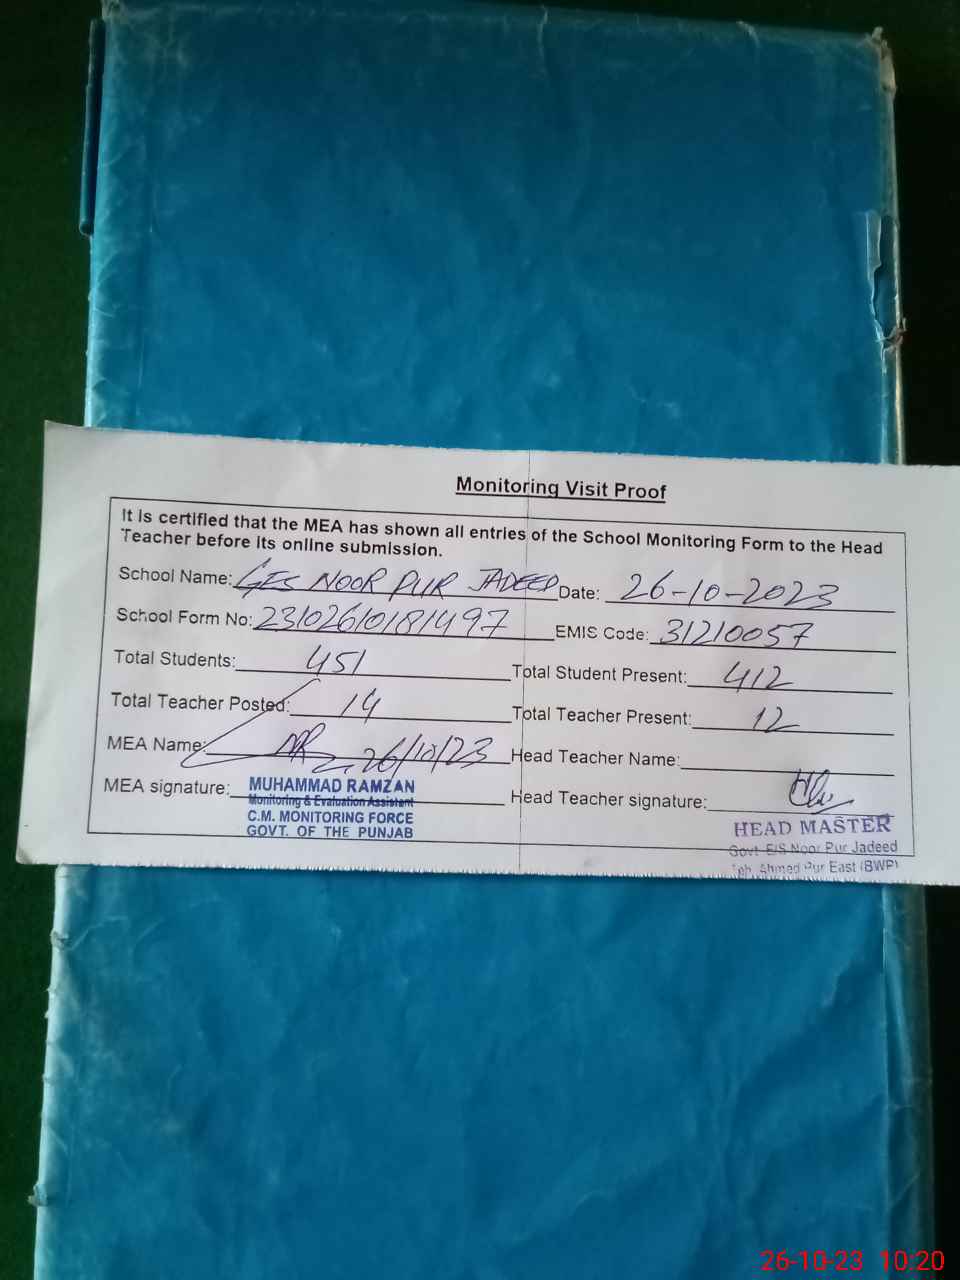 Monitoring Visit Proof
It is certified that the MEA has shown all entries of the School Monitoring Form to the Head
Teacher before its online submission.
School Name: GES NOOR PUR JADEED Date: 26-10-2023
School Form No: 23102610181497 EMIS Code: 31210057
Total Students: 451 Total Student Present: 412
Total Teacher Posted: 14 Total Teacher Present: 12
MEA Name: 26/10/23 Head Teacher Name:
MEA signature: Head Teacher signature:
MUHAMMAD RAMZAN
Monitoring & Evaluation Assistant
C.M. MONITORING FORCE
GOVT. OF THE PUNJAB
HEAD MASTER
Govt. E/S Noor Pur Jadeed
Teh. Ahmed Pur East (BWP)
26-10-23 10:20